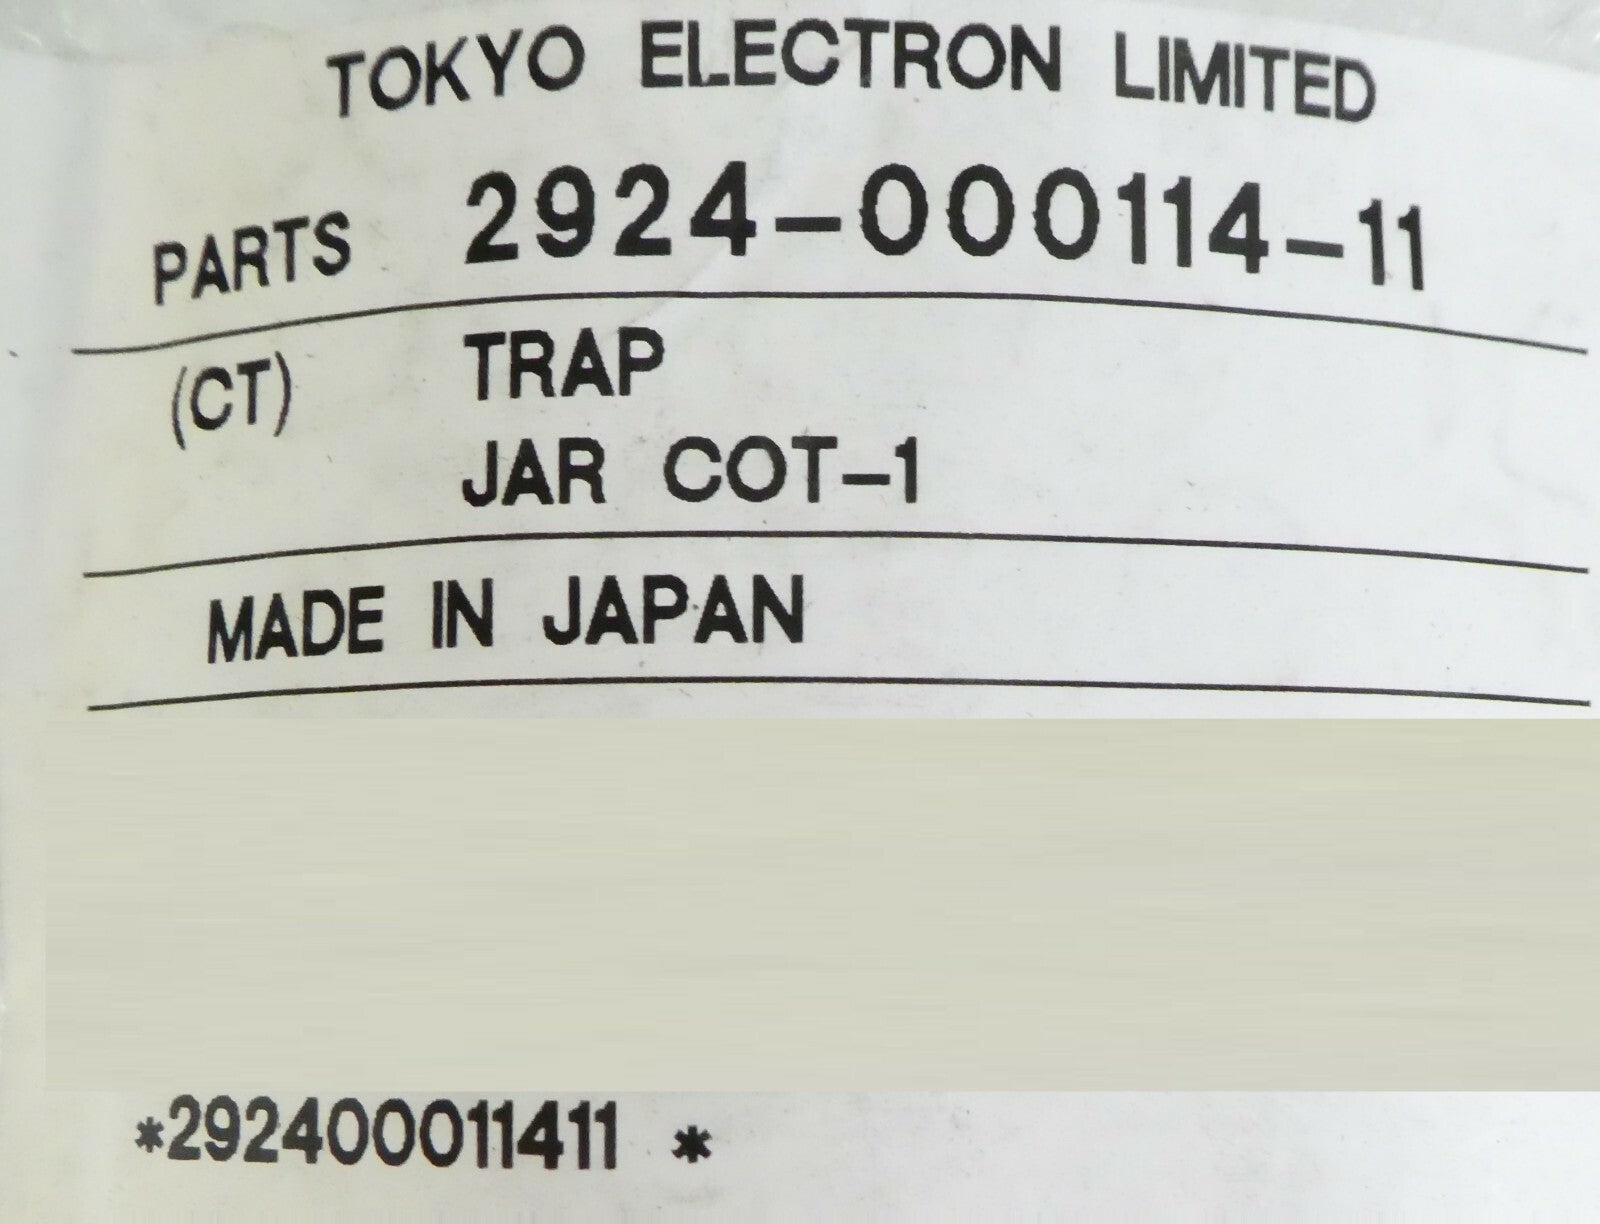 TOKYO ELECTRON LIMITED
PARTS 2924-000114-11
(CT) TRAP
JAR COT-1
MADE IN JAPAN
*292400011411 *